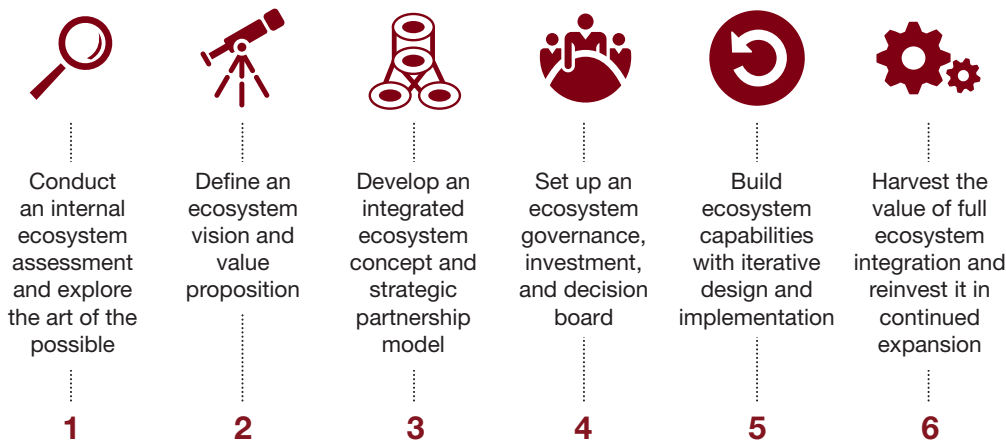 Conduct
an internal
ecosystem
assessment
and explore
the art of the
possible
1
Define an
ecosystem
vision and
value
proposition
2
Develop an
integrated
ecosystem
concept and
strategic
partnership
model
3
Set up an
ecosystem
governance,
investment,
and decision
board
4
Build
ecosystem
capabilities
with iterative
design and
implementation
5
Harvest the
value of full
ecosystem
integration and
reinvest it in
continued
expansion
6